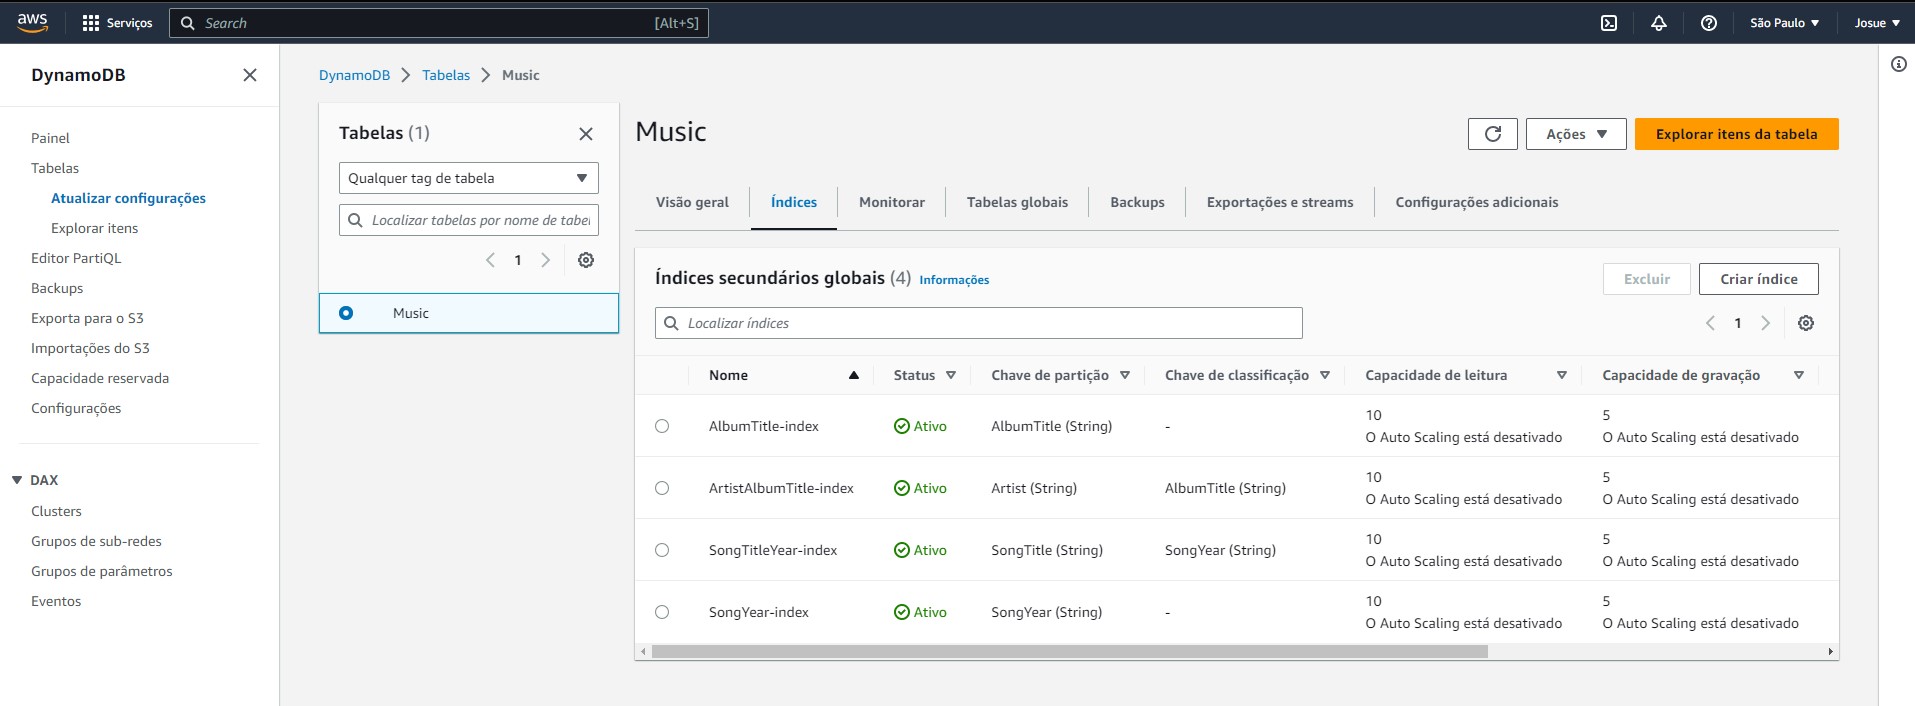 aws
Serviços
Search
[Alt+S]
São Paulo
Josue
DynamoDB
Painel
Tabelas
Atualizar configurações
Explorar itens
Editor PartiQL
Backups
Exporta para o S3
Importações do S3
Capacidade reservada
Configurações
DAX
Clusters
Grupos de sub-redes
Grupos de parâmetros
Eventos
DynamoDB
Tabelas
Music
Tabelas (1)
Qualquer tag de tabela
Localizar tabelas por nome de tabel
1
Music
Music
Ações
Explorar itens da tabela
Visão geral
Índices
Monitorar
Tabelas globais
Backups
Exportações e streams
Configurações adicionais
Índices secundários globais (4) Informações
Excluir
Criar índice
Localizar índices
1
Nome Status Chave de partição Chave de classificação Capacidade de leitura Capacidade de gravação
AlbumTitle-index Ativo AlbumTitle (String) - 10 5
O Auto Scaling está desativado O Auto Scaling está desativado
ArtistAlbumTitle-index Ativo Artist (String) AlbumTitle (String) 10 5
O Auto Scaling está desativado O Auto Scaling está desativado
SongTitleYear-index Ativo SongTitle (String) SongYear (String) 10 5
O Auto Scaling está desativado O Auto Scaling está desativado
SongYear-index Ativo SongYear (String) - 10 5
O Auto Scaling está desativado O Auto Scaling está desativado